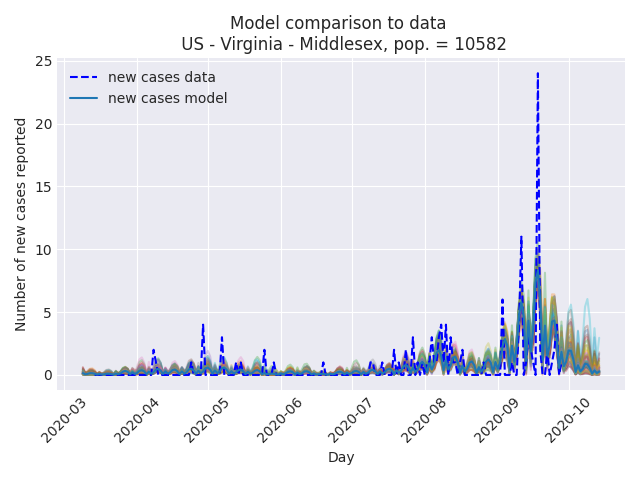 Model comparison to data
US - Virginia - Middlesex, pop. = 10582
new cases data
new cases model
Number of new cases reported
25
20
15
10
5
0
2020-03
2020-04
2020-05
2020-06
2020-07
2020-08
2020-09
2020-10
Day